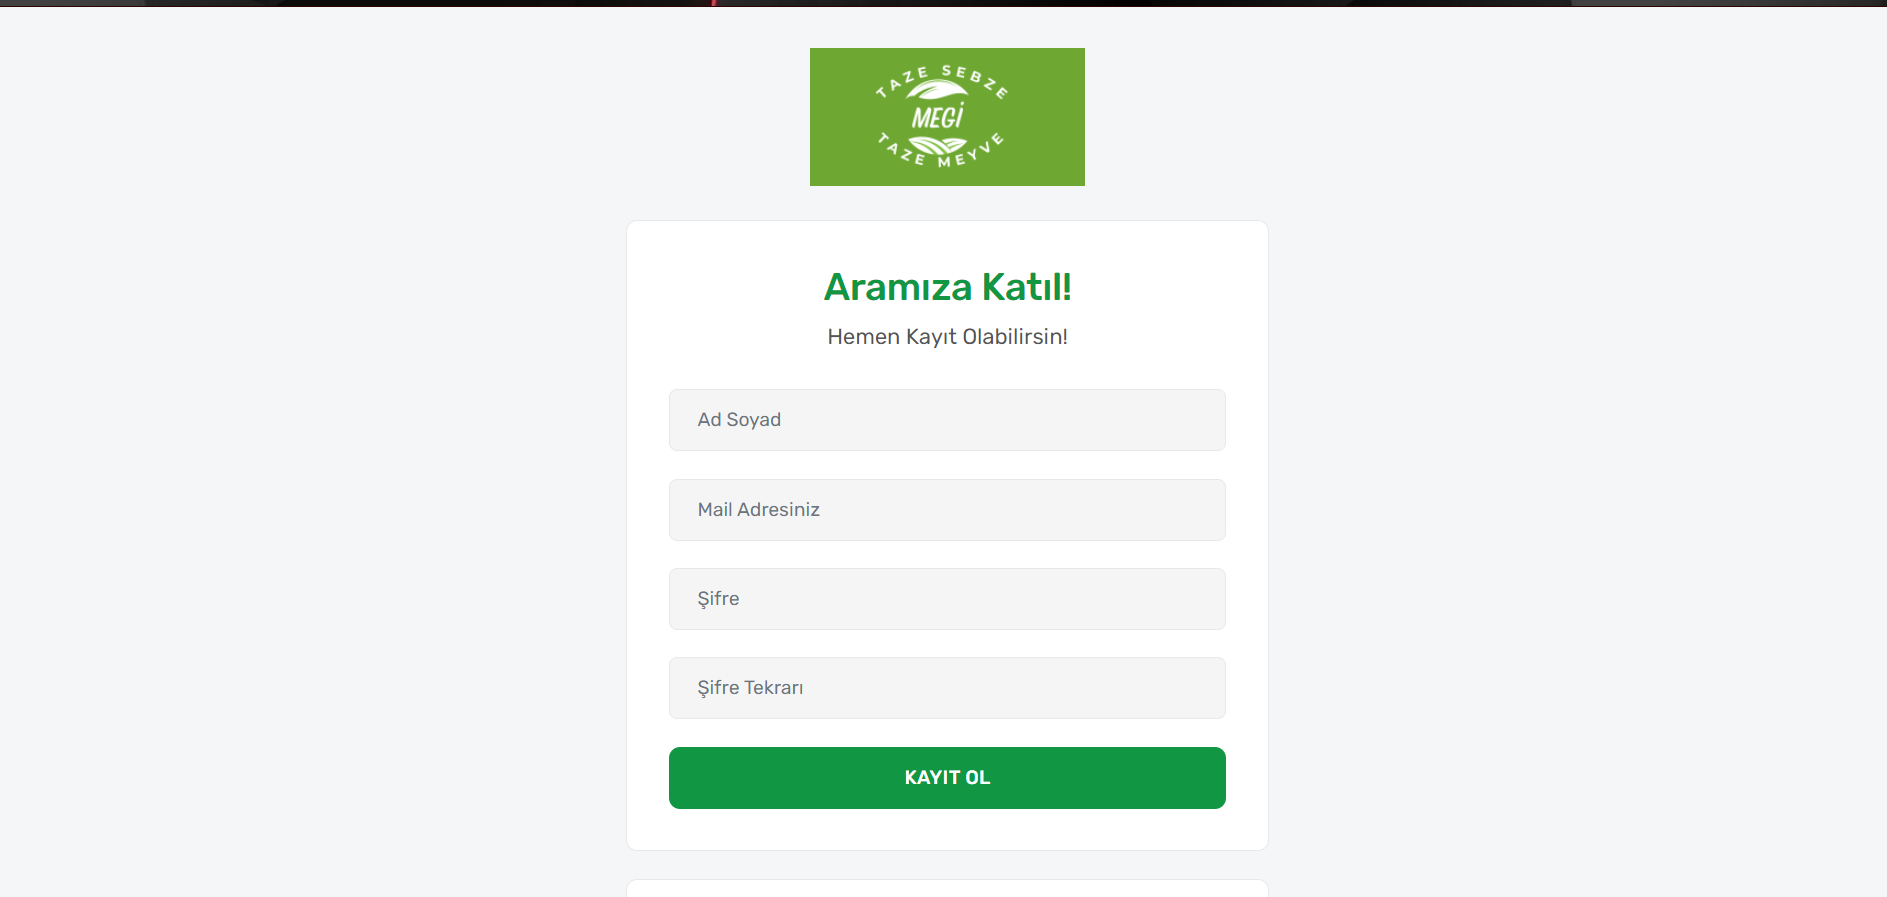 TAZE SEBZE
MEGİ
TAZE MEYVE
Aramıza Katıl!
Hemen Kayıt Olabilirsin!
Ad Soyad
Mail Adresiniz
Şifre
Şifre Tekrarı
KAYIT OL